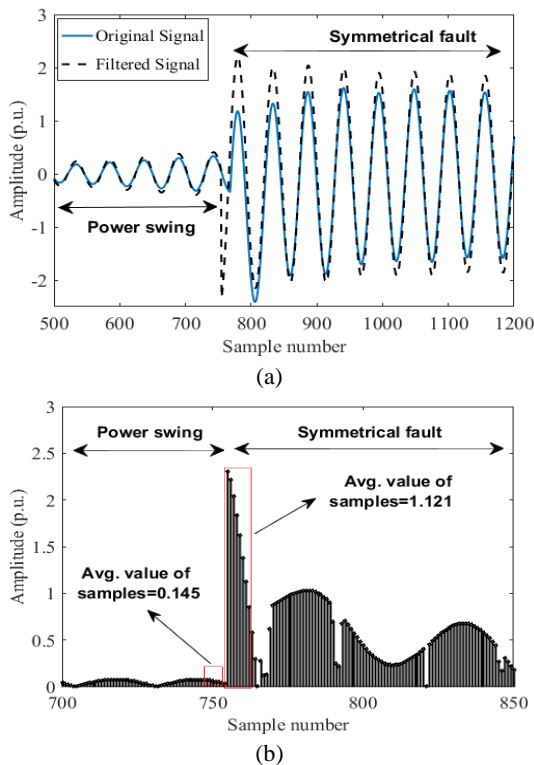 (a)
3
2
1
0
-1
-2
Amplitude (p.u.)
Original Signal
Filtered Signal
Symmetrical fault
Power swing
500 600 700 800 900 1000 1100 1200
Sample number
(a)
(b)
3
2.5
2
1.5
1
0.5
0
Amplitude (p.u.)
Power swing
Symmetrical fault
Avg. value of
samples=1.121
Avg. value of
samples=0.145
700 750 800 850
Sample number
(b)